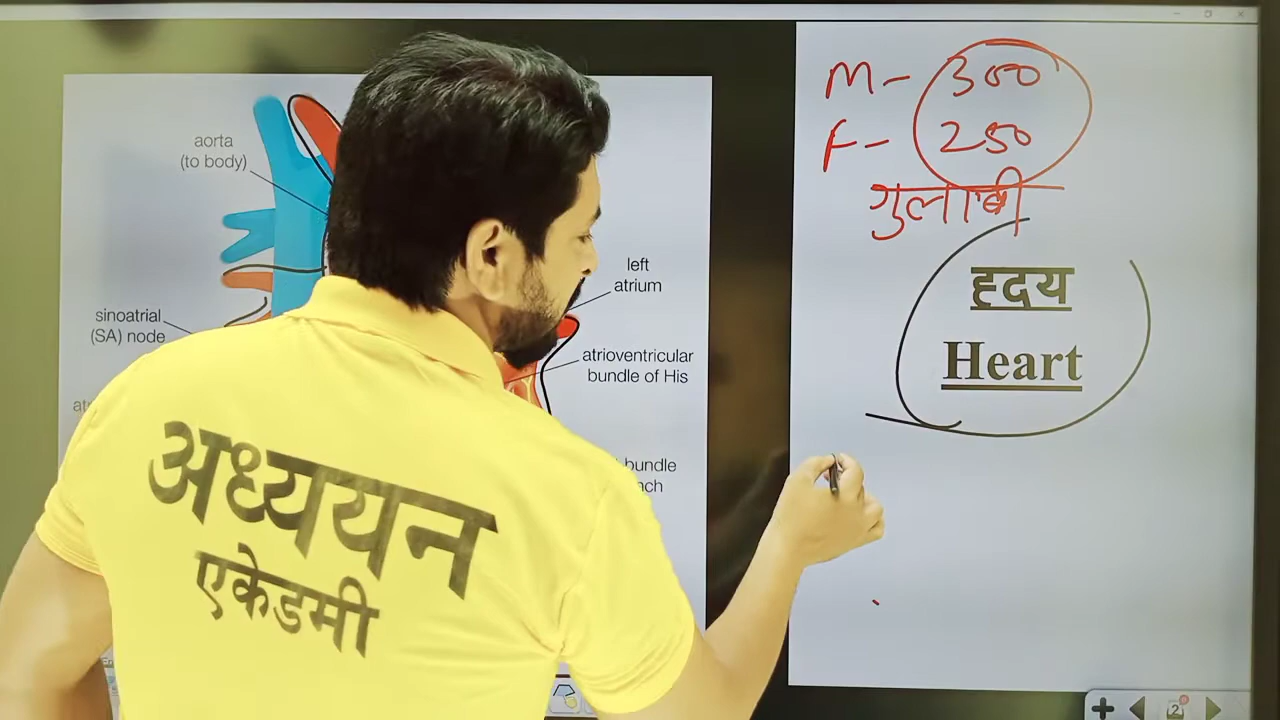 aorta
(to body)
sinoatrial
(SA) node
left
atrium
atrioventricular
bundle of His
bundle
M - 300
F - 250
गुलाबी
हृदय
Heart
अध्ययन
एकेडमी
2